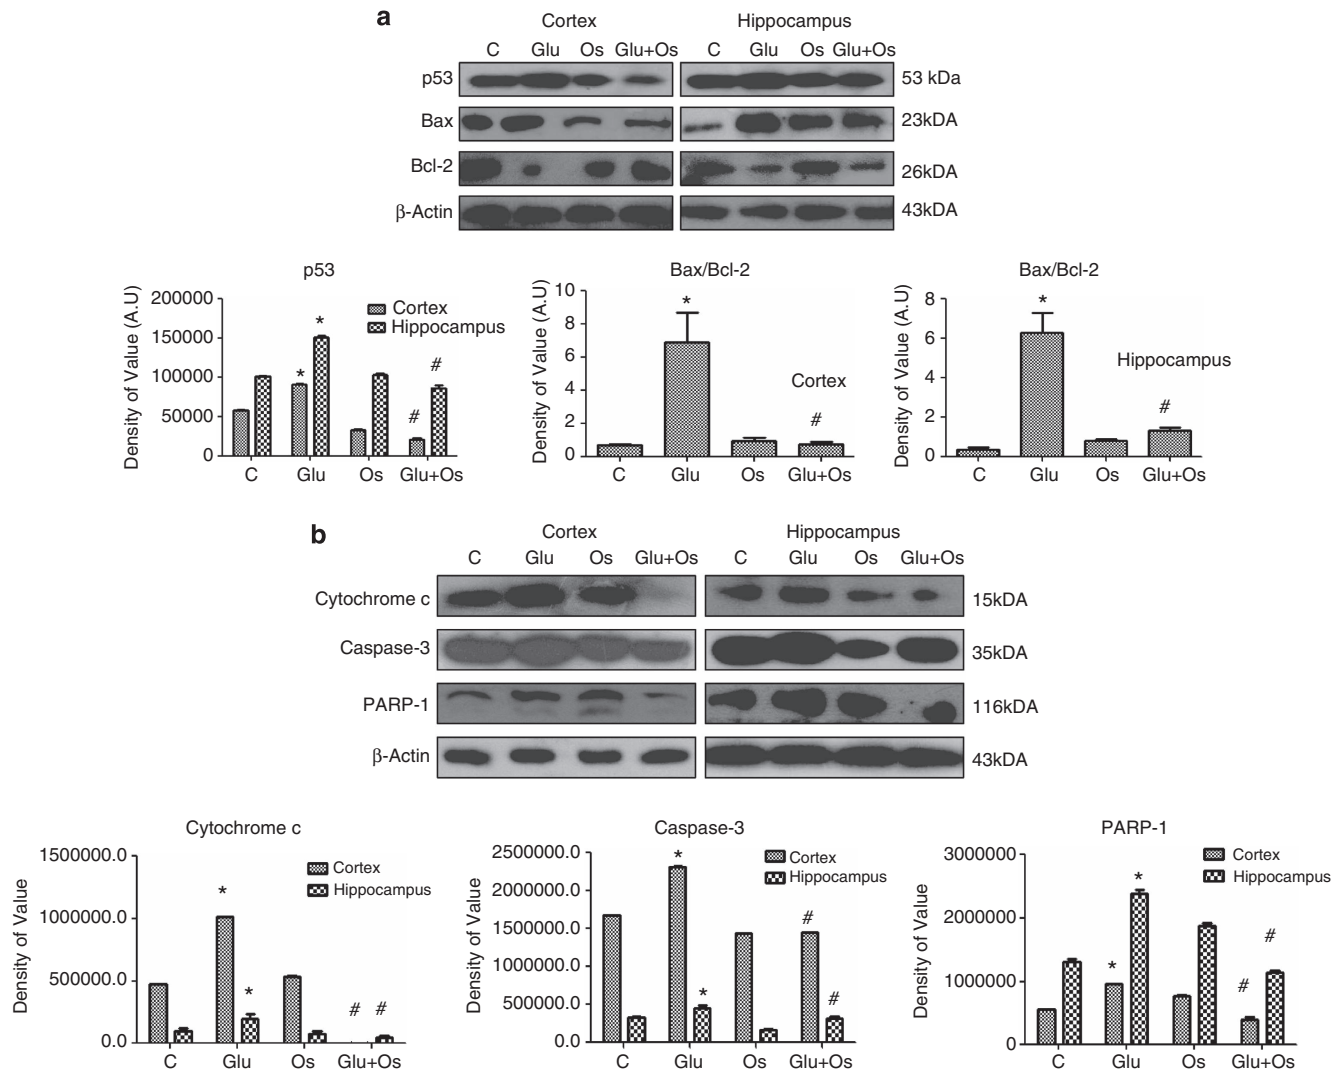 a
Cortex Hippocampus
C Glu Os Glu+Os C Glu Os Glu+Os
p53 53 kDa
Bax 23kDA
Bcl-2 26kDA
β-Actin 43kDA
p53
Density of Value (A.U)
200000
150000
100000
50000
0
Cortex
Hippocampus
* * # #
C Glu Os Glu+Os
Bax/Bcl-2
Density of Value (A.U)
10
8
6
4
2
0
*
Cortex
#
C Glu Os Glu+Os
Bax/Bcl-2
Density of Value (A.U)
8
6
4
2
0
*
Hippocampus
#
C Glu Os Glu+Os
b
Cortex Hippocampus
C Glu Os Glu+Os C Glu Os Glu+Os
Cytochrome c 15kDA
Caspase-3 35kDA
PARP-1 116kDA
β-Actin 43kDA
Cytochrome c
Density of Value
1500000.0
1000000.0
500000.0
0.0
Cortex
Hippocampus
* * # #
C Glu Os Glu+Os
Caspase-3
Density of Value
2500000.0
2000000.0
1500000.0
1000000.0
500000.0
0.0
Cortex
Hippocampus
* * # #
C Glu Os Glu+Os
PARP-1
Density of Value
3000000
2000000
1000000
0
Cortex
Hippocampus
* * # #
C Glu Os Glu+Os